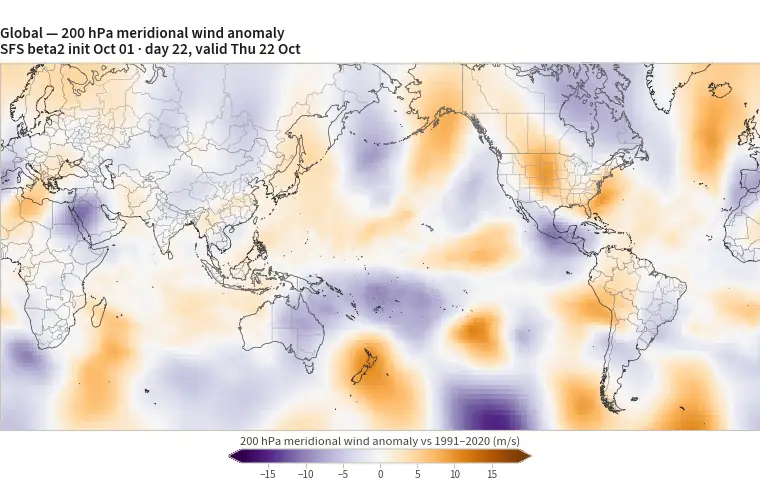 Global — 200 hPa meridional wind anomaly
SFS beta2 init Oct 01 · day 22, valid Thu 22 Oct
200 hPa meridional wind anomaly vs 1991–2020 (m/s)
−15 −10 −5 0 5 10 15